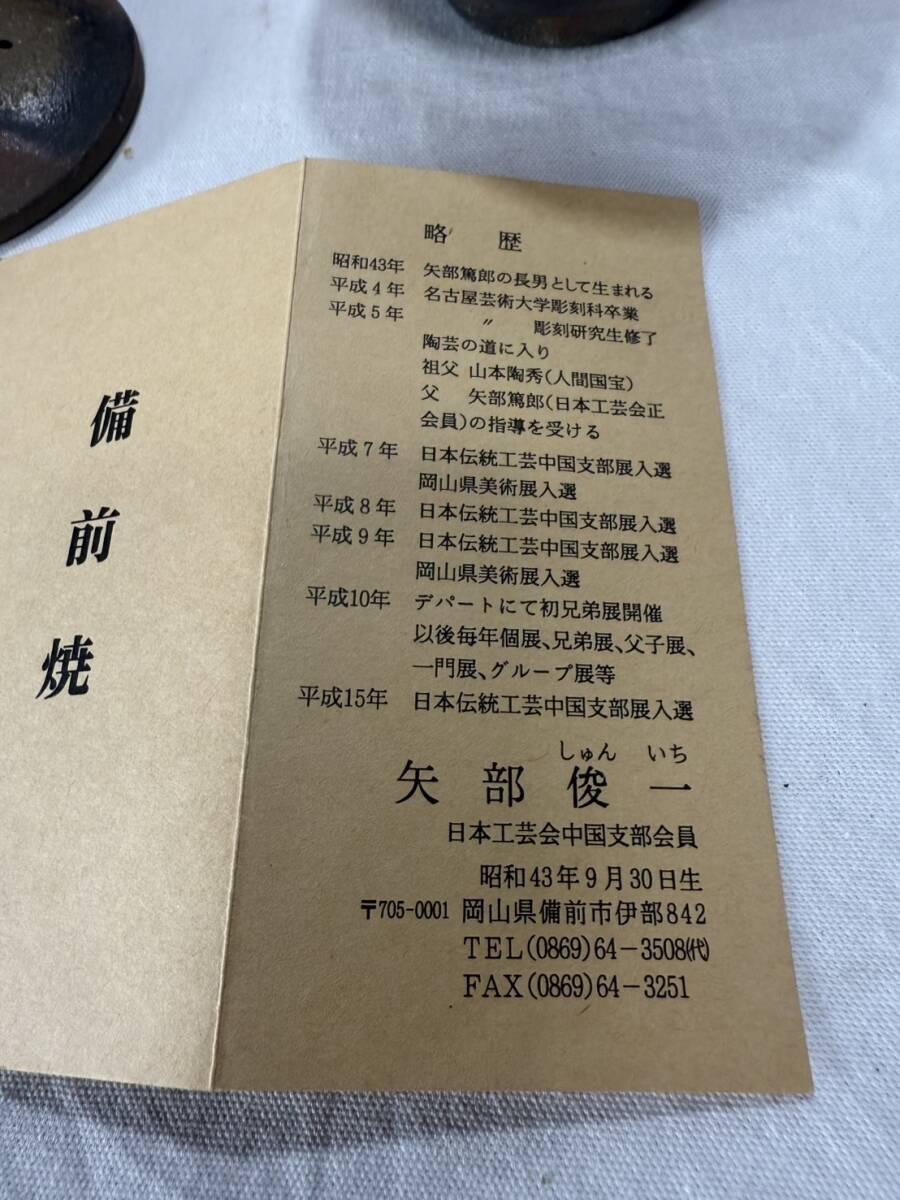 備前焼
略歴
昭和43年 矢部篤郎の長男として生まれる
平成4年 名古屋芸術大学彫刻科卒業
平成5年 〃 彫刻研究生修了
陶芸の道に入り
祖父 山本陶秀(人間国宝)
父 矢部篤郎(日本工芸会正
会員)の指導を受ける
平成7年 日本伝統工芸中国支部展入選
岡山県美術展入選
平成8年 日本伝統工芸中国支部展入選
平成9年 日本伝統工芸中国支部展入選
岡山県美術展入選
平成10年 デパートにて初兄弟展開催
以後毎年個展、兄弟展、父子展、
一門展、グループ展等
平成15年 日本伝統工芸中国支部展入選
しゅん いち
矢部俊一
日本工芸会中国支部会員
昭和43年9月30日生
〒705-0001 岡山県備前市伊部842
TEL(0869)64-3508㈹
FAX(0869)64-3251